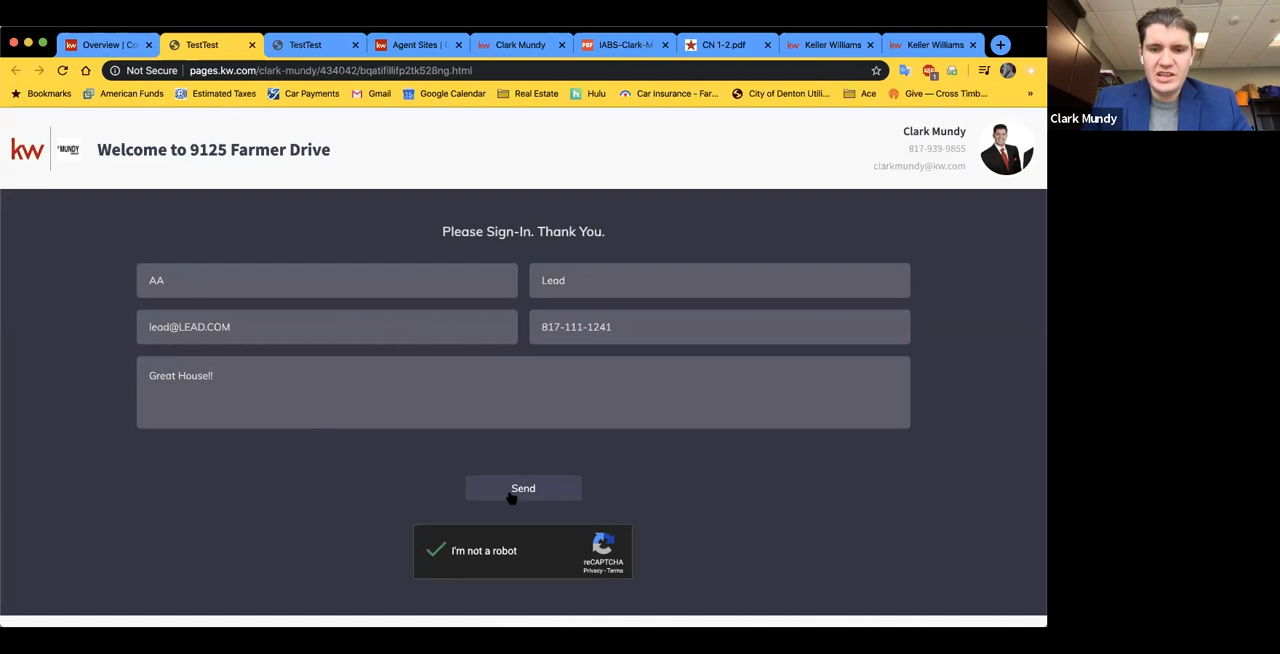 Overview | Co
TestTest
TestTest
Agent Sites | (
Clark Mundy
IABS-Clark-M
CN 1-2.pdf
Keller Williams
Keller Williams
Not Secure
pages.kw.com/clark-mundy/434042/bqatifillifp2tk528ng.html
Bookmarks
American Funds
Estimated Taxes
Car Payments
Gmail
Google Calendar
Real Estate
Hulu
Car Insurance - Far...
City of Denton Utili...
Ace
Give — Cross Timb...
»
Clark Mundy
kw
MUNDY
Welcome to 9125 Farmer Drive
Clark Mundy
817-939-9855
clarkmundy@kw.com
Please Sign-In. Thank You.
AA
Lead
lead@LEAD.COM
817-111-1241
Great House!!
Send
I'm not a robot
reCAPTCHA
Privacy - Terms